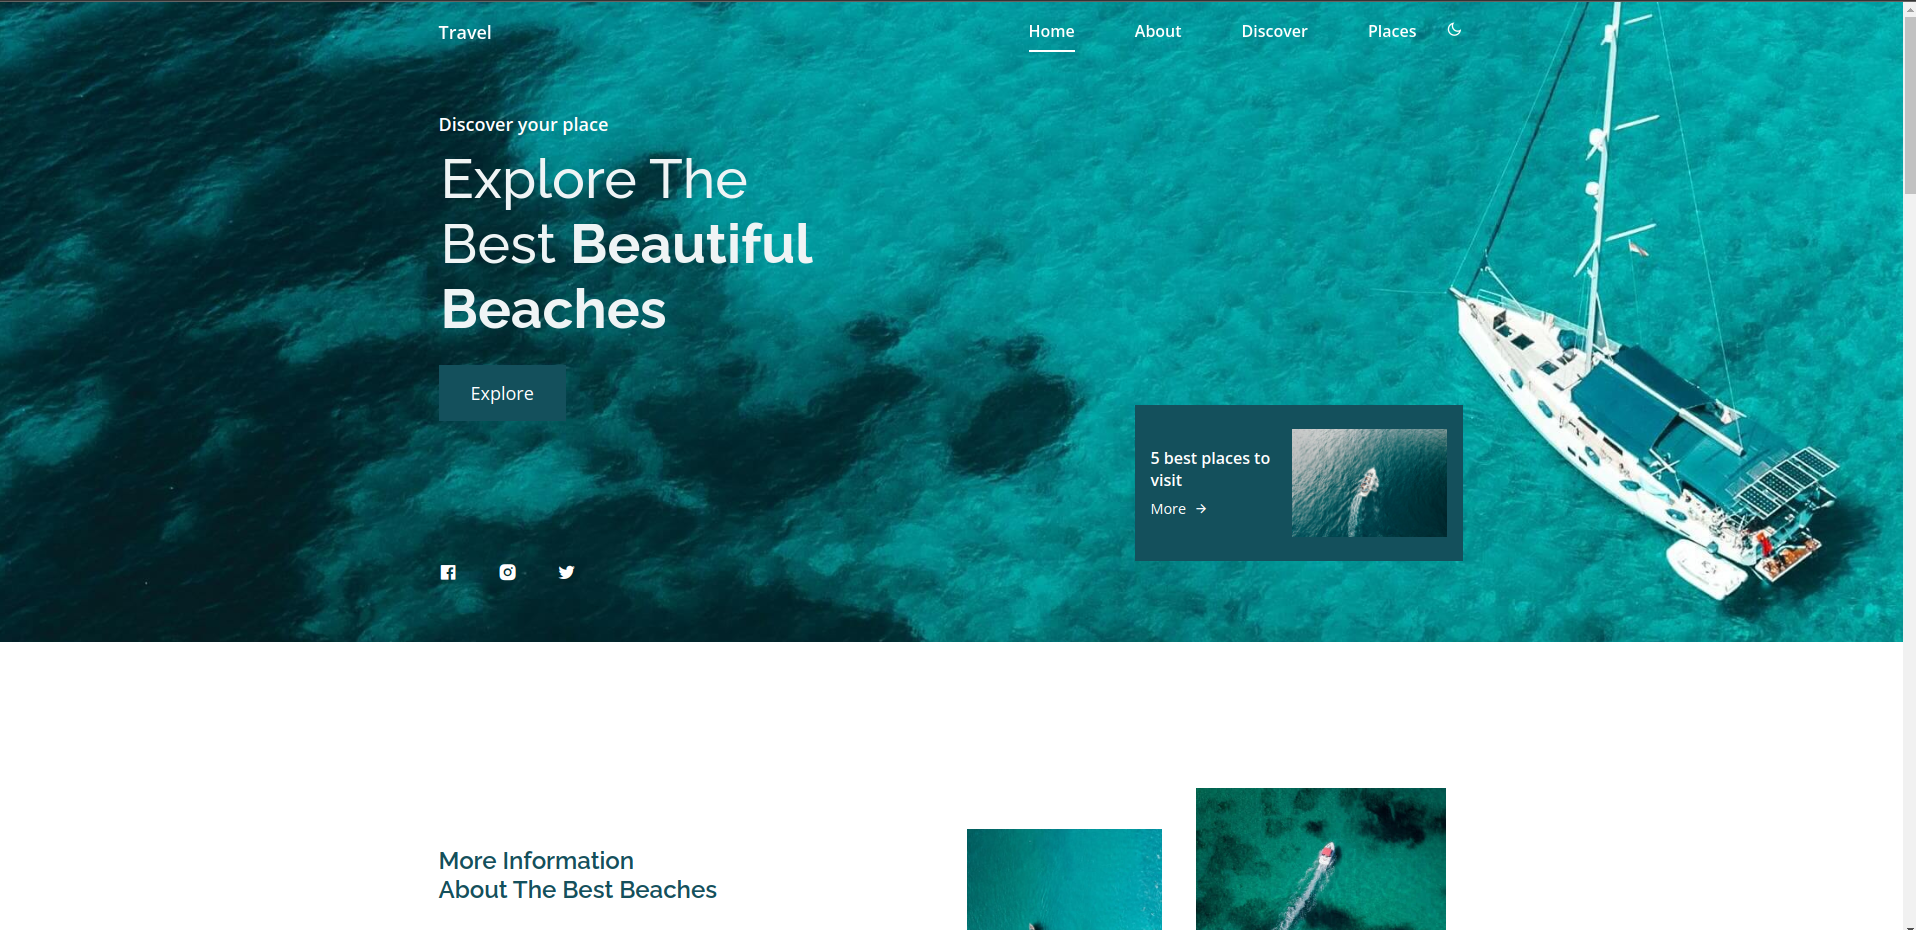 Travel
Home About Discover Places
Discover your place
Explore The
Best Beautiful
Beaches
Explore
5 best places to
visit
More →
More Information
About The Best Beaches